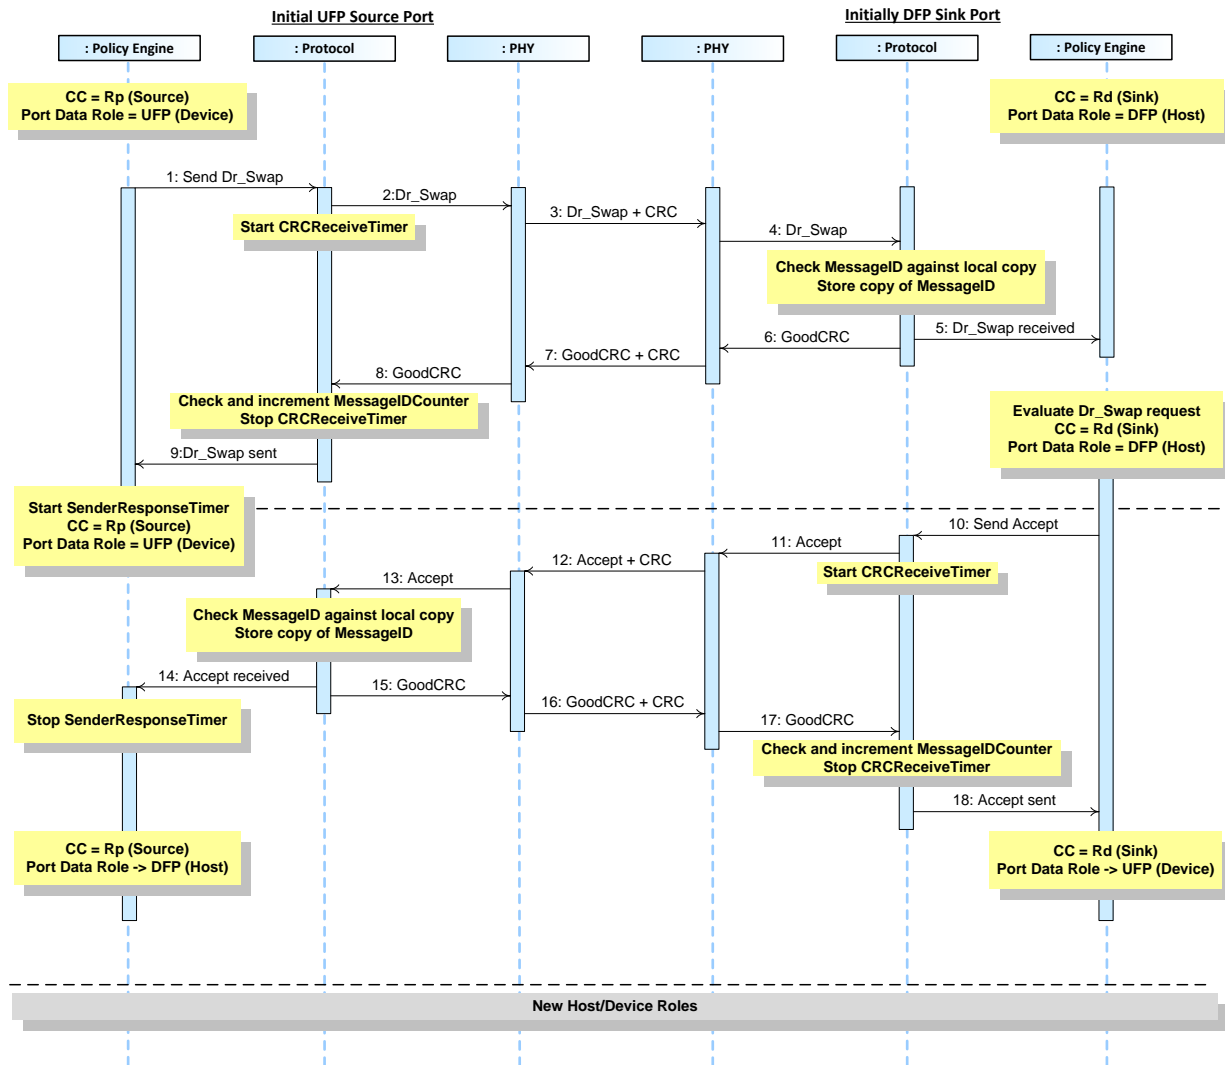 Initial UFP Source Port
Initially DFP Sink Port
: Policy Engine
: Protocol
: PHY
: PHY
: Protocol
: Policy Engine
CC = Rp (Source)
Port Data Role = UFP (Device)
CC = Rd (Sink)
Port Data Role = DFP (Host)
1: Send Dr_Swap
2:Dr_Swap
Start CRCReceiveTimer
3: Dr_Swap + CRC
4: Dr_Swap
Check MessageID against local copy
Store copy of MessageID
5: Dr_Swap received
6: GoodCRC
7: GoodCRC + CRC
8: GoodCRC
Check and increment MessageIDCounter
Stop CRCReceiveTimer
Evaluate Dr_Swap request
CC = Rd (Sink)
Port Data Role = DFP (Host)
9:Dr_Swap sent
Start SenderResponseTimer
CC = Rp (Source)
Port Data Role = UFP (Device)
10: Send Accept
11: Accept
Start CRCReceiveTimer
12: Accept + CRC
13: Accept
Check MessageID against local copy
Store copy of MessageID
14: Accept received
15: GoodCRC
Stop SenderResponseTimer
16: GoodCRC + CRC
17: GoodCRC
Check and increment MessageIDCounter
Stop CRCReceiveTimer
18: Accept sent
CC = Rp (Source)
Port Data Role -> DFP (Host)
CC = Rd (Sink)
Port Data Role -> UFP (Device)
New Host/Device Roles